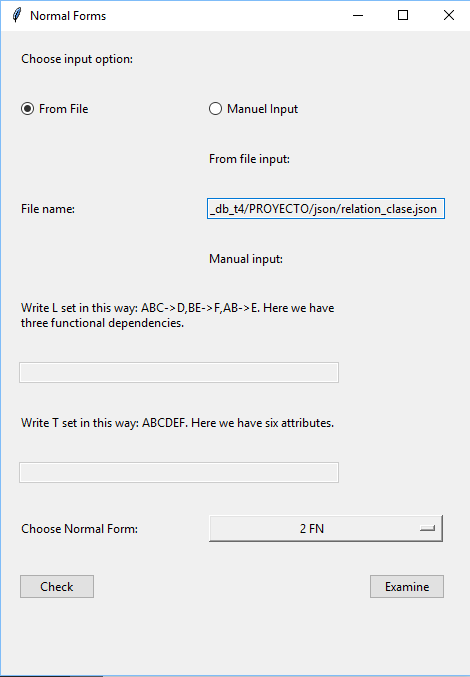 Normal Forms
Choose input option:
From File
Manuel Input
From file input:
File name:
_db_t4/PROYECTO/json/relation_clase.json
Manual input:
Write L set in this way: ABC->D,BE->F,AB->E. Here we have
three functional dependencies.
Write T set in this way: ABCDEF. Here we have six attributes.
Choose Normal Form:
2 FN
Check
Examine